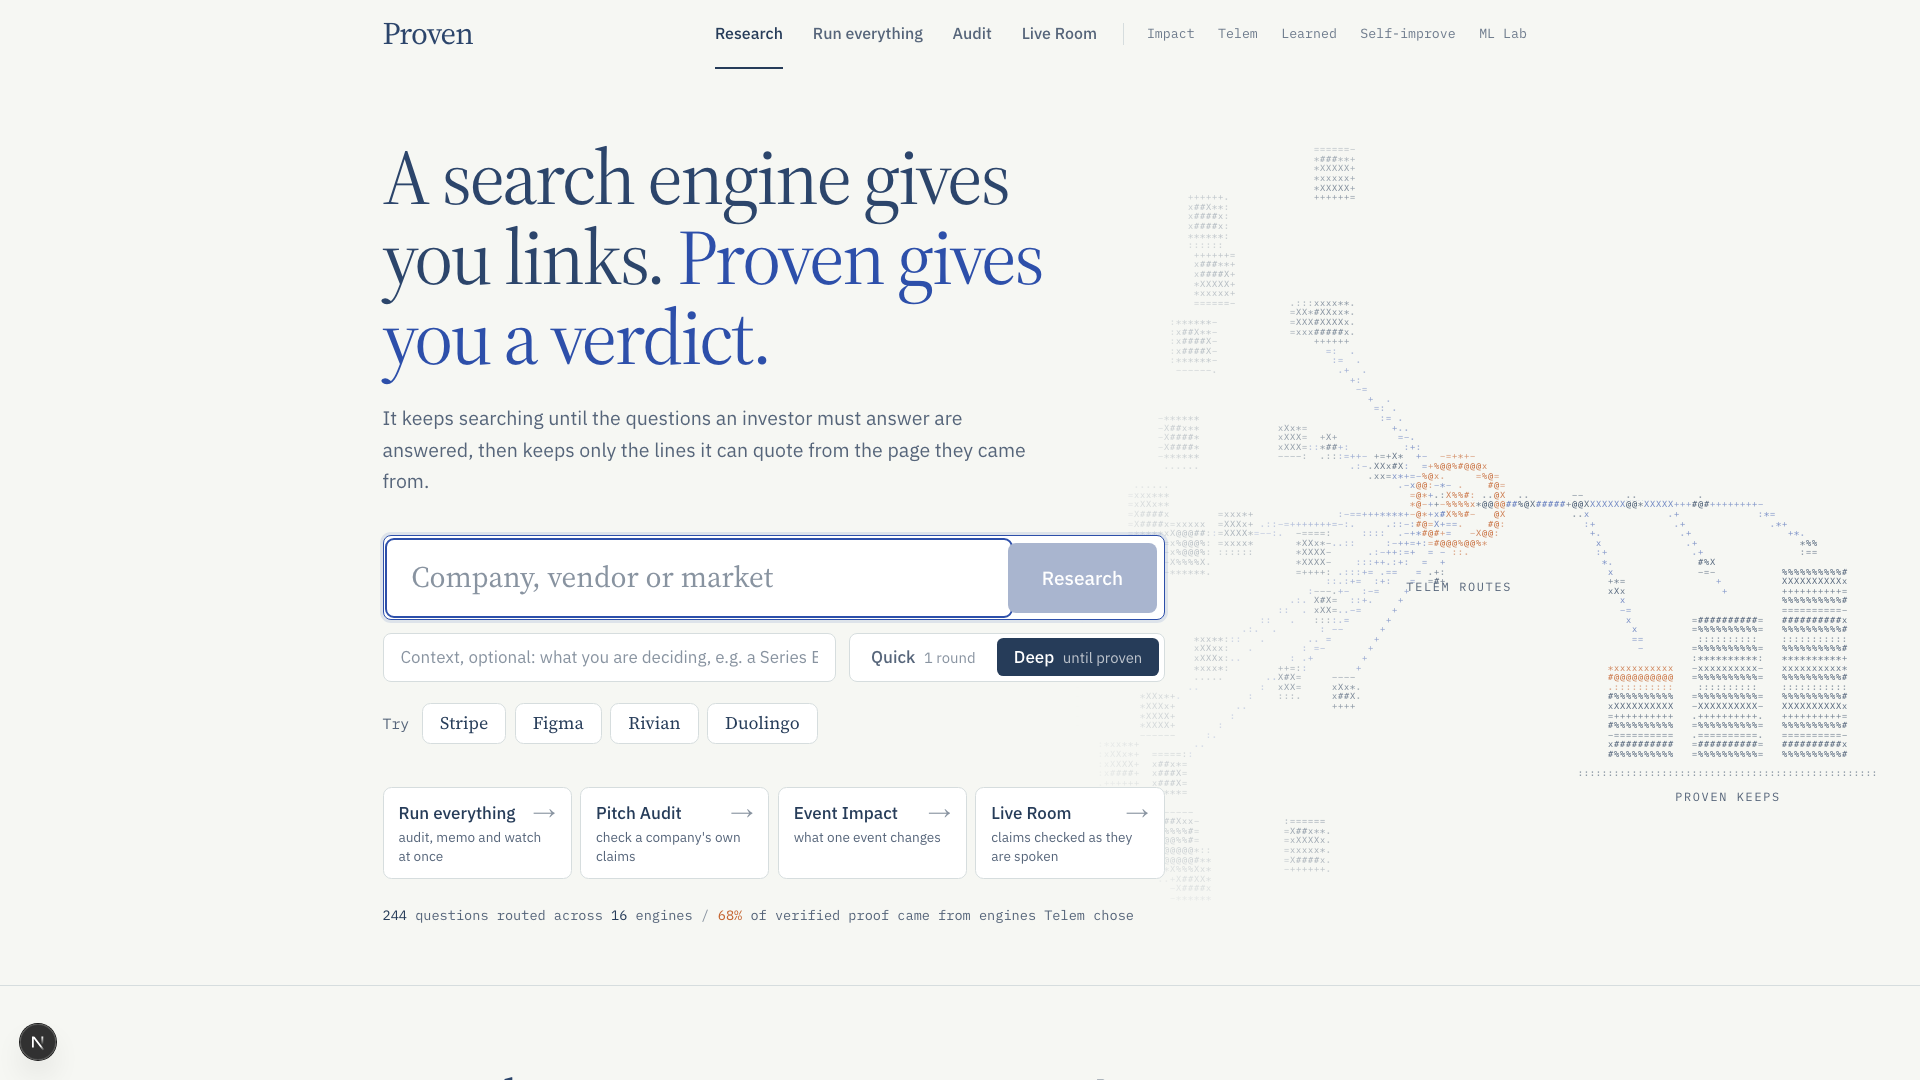 Proven
Research
Run everything
Audit
Live Room
Impact
Telem
Learned
Self-improve
ML Lab
A search engine gives
you links. Proven gives
you a verdict.
It keeps searching until the questions an investor must answer are
answered, then keeps only the lines it can quote from the page they came
from.
Company, vendor or market
Research
Context, optional: what you are deciding, e.g. a Series
Quick 1 round
Deep until proven
Try
Stripe
Figma
Rivian
Duolingo
Run everything →
audit, memo and watch
at once
Pitch Audit →
check a company's own
claims
Event Impact →
what one event changes
Live Room →
claims checked as they
are spoken
244 questions routed across 16 engines / 68% of verified proof came from engines Telem chose
TELEM ROUTES
PROVEN KEEPS
N